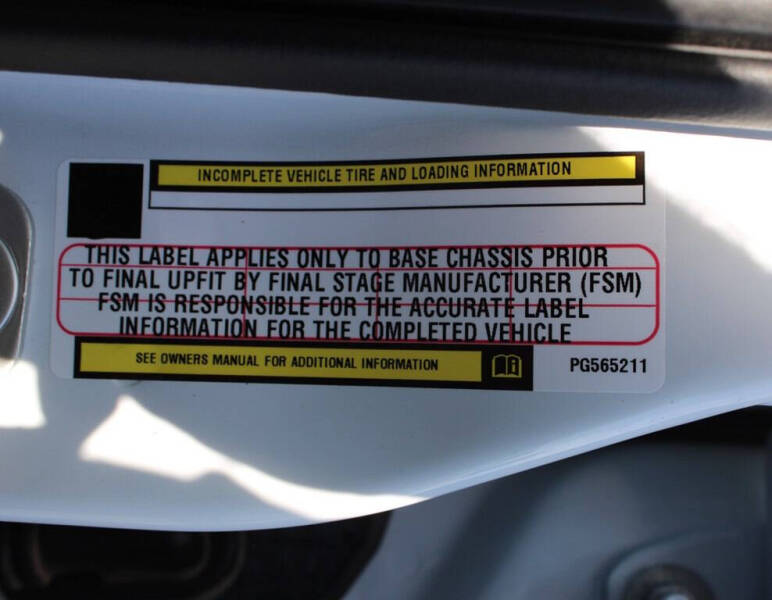 INCOMPLETE VEHICLE TIRE AND LOADING INFORMATION
THIS LABEL APPLIES ONLY TO BASE CHASSIS PRIOR
TO FINAL UPFIT BY FINAL STAGE MANUFACTURER (FSM)
FSM IS RESPONSIBLE FOR THE ACCURATE LABEL
INFORMATION FOR THE COMPLETED VEHICLE
SEE OWNERS MANUAL FOR ADDITIONAL INFORMATION
PG565211